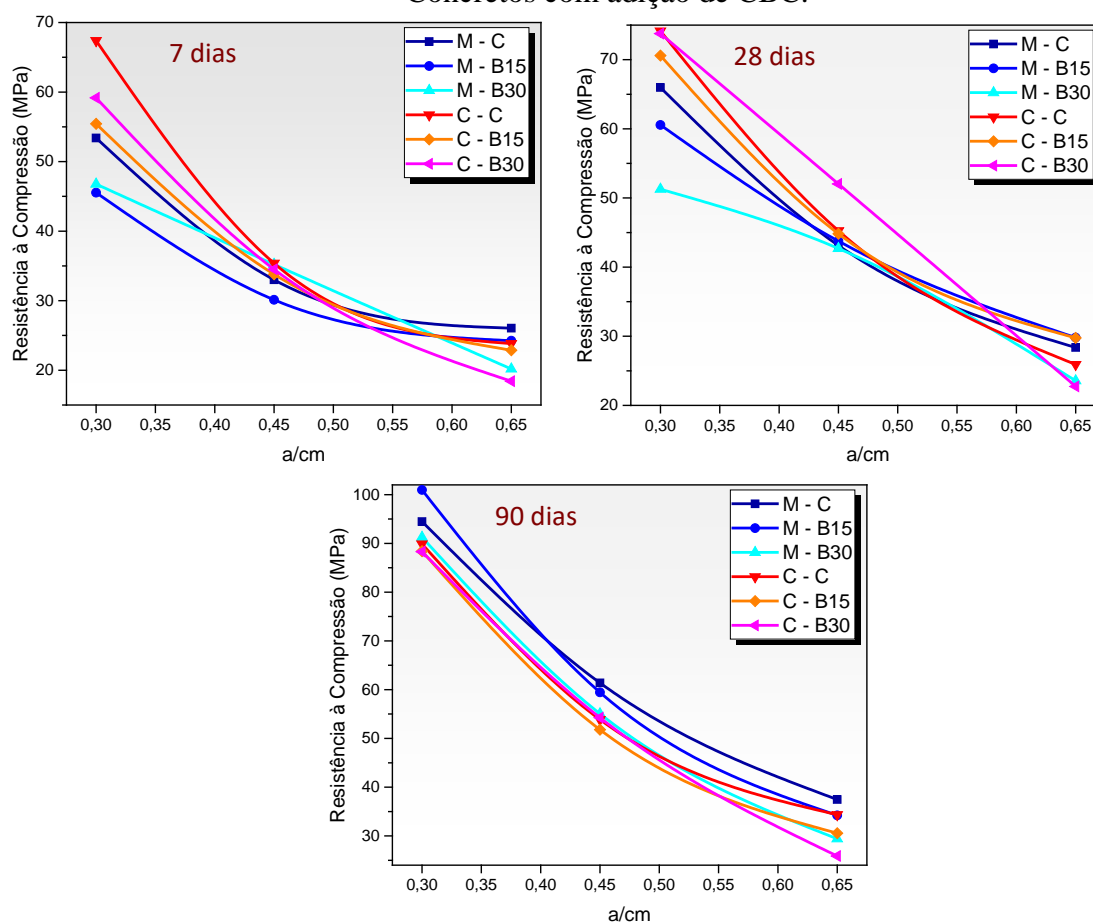 Concretos com adição de CBC.
7 dias
M - C
M - B15
M - B30
C - C
C - B15
C - B30
70
60
50
40
30
20
Resistência à Compressão (MPa)
0,30 0,35 0,40 0,45 0,50 0,55 0,60 0,65
a/cm
28 dias
M - C
M - B15
M - B30
C - C
C - B15
C - B30
70
60
50
40
30
20
Resistência à Compressão (MPa)
0,30 0,35 0,40 0,45 0,50 0,55 0,60 0,65
a/cm
90 dias
M - C
M - B15
M - B30
C - C
C - B15
C - B30
100
90
80
70
60
50
40
30
Resistência à Compressão (MPa)
0,30 0,35 0,40 0,45 0,50 0,55 0,60 0,65
a/cm